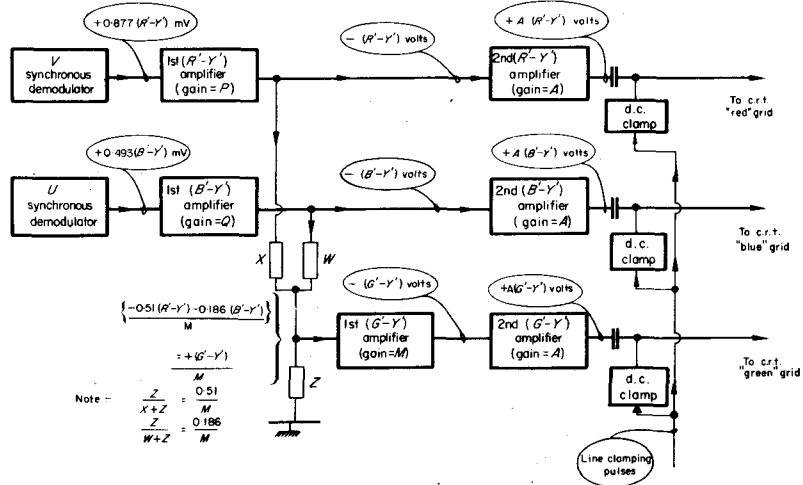 +0·877(R'-Y') mV
- (R'-Y') volts
+ A (R'-Y') volts
V
synchronous
demodulator
1st (R'-Y')
amplifier
(gain=P)
2nd(R'-Y')
amplifier
(gain=A)
d.c.
clamp
To c.r.t.
"red" grid
+0·493(B'-Y') mV
- (B'-Y') volts
+A (B'-Y') volts
U
synchronous
demodulator
1st (B'-Y')
amplifier
(gain=Q)
2nd (B'-Y')
amplifier
(gain=A)
d.c.
clamp
To c.r.t.
"blue" grid
X
W
- (G'-Y') volts
+A(G'-Y') volts
{-0·51(R'-Y') -0·186 (B'-Y')}
M
= +(G'-Y')
M
1st (G'-Y')
amplifier
(gain=M)
2nd (G'-Y')
amplifier
(gain = A)
d.c.
clamp
To c.r.t.
"green" grid
Z
Note :-
Z = 0·51
X+Z M
Z = 0·186
W+Z M
Line clamping
pulses